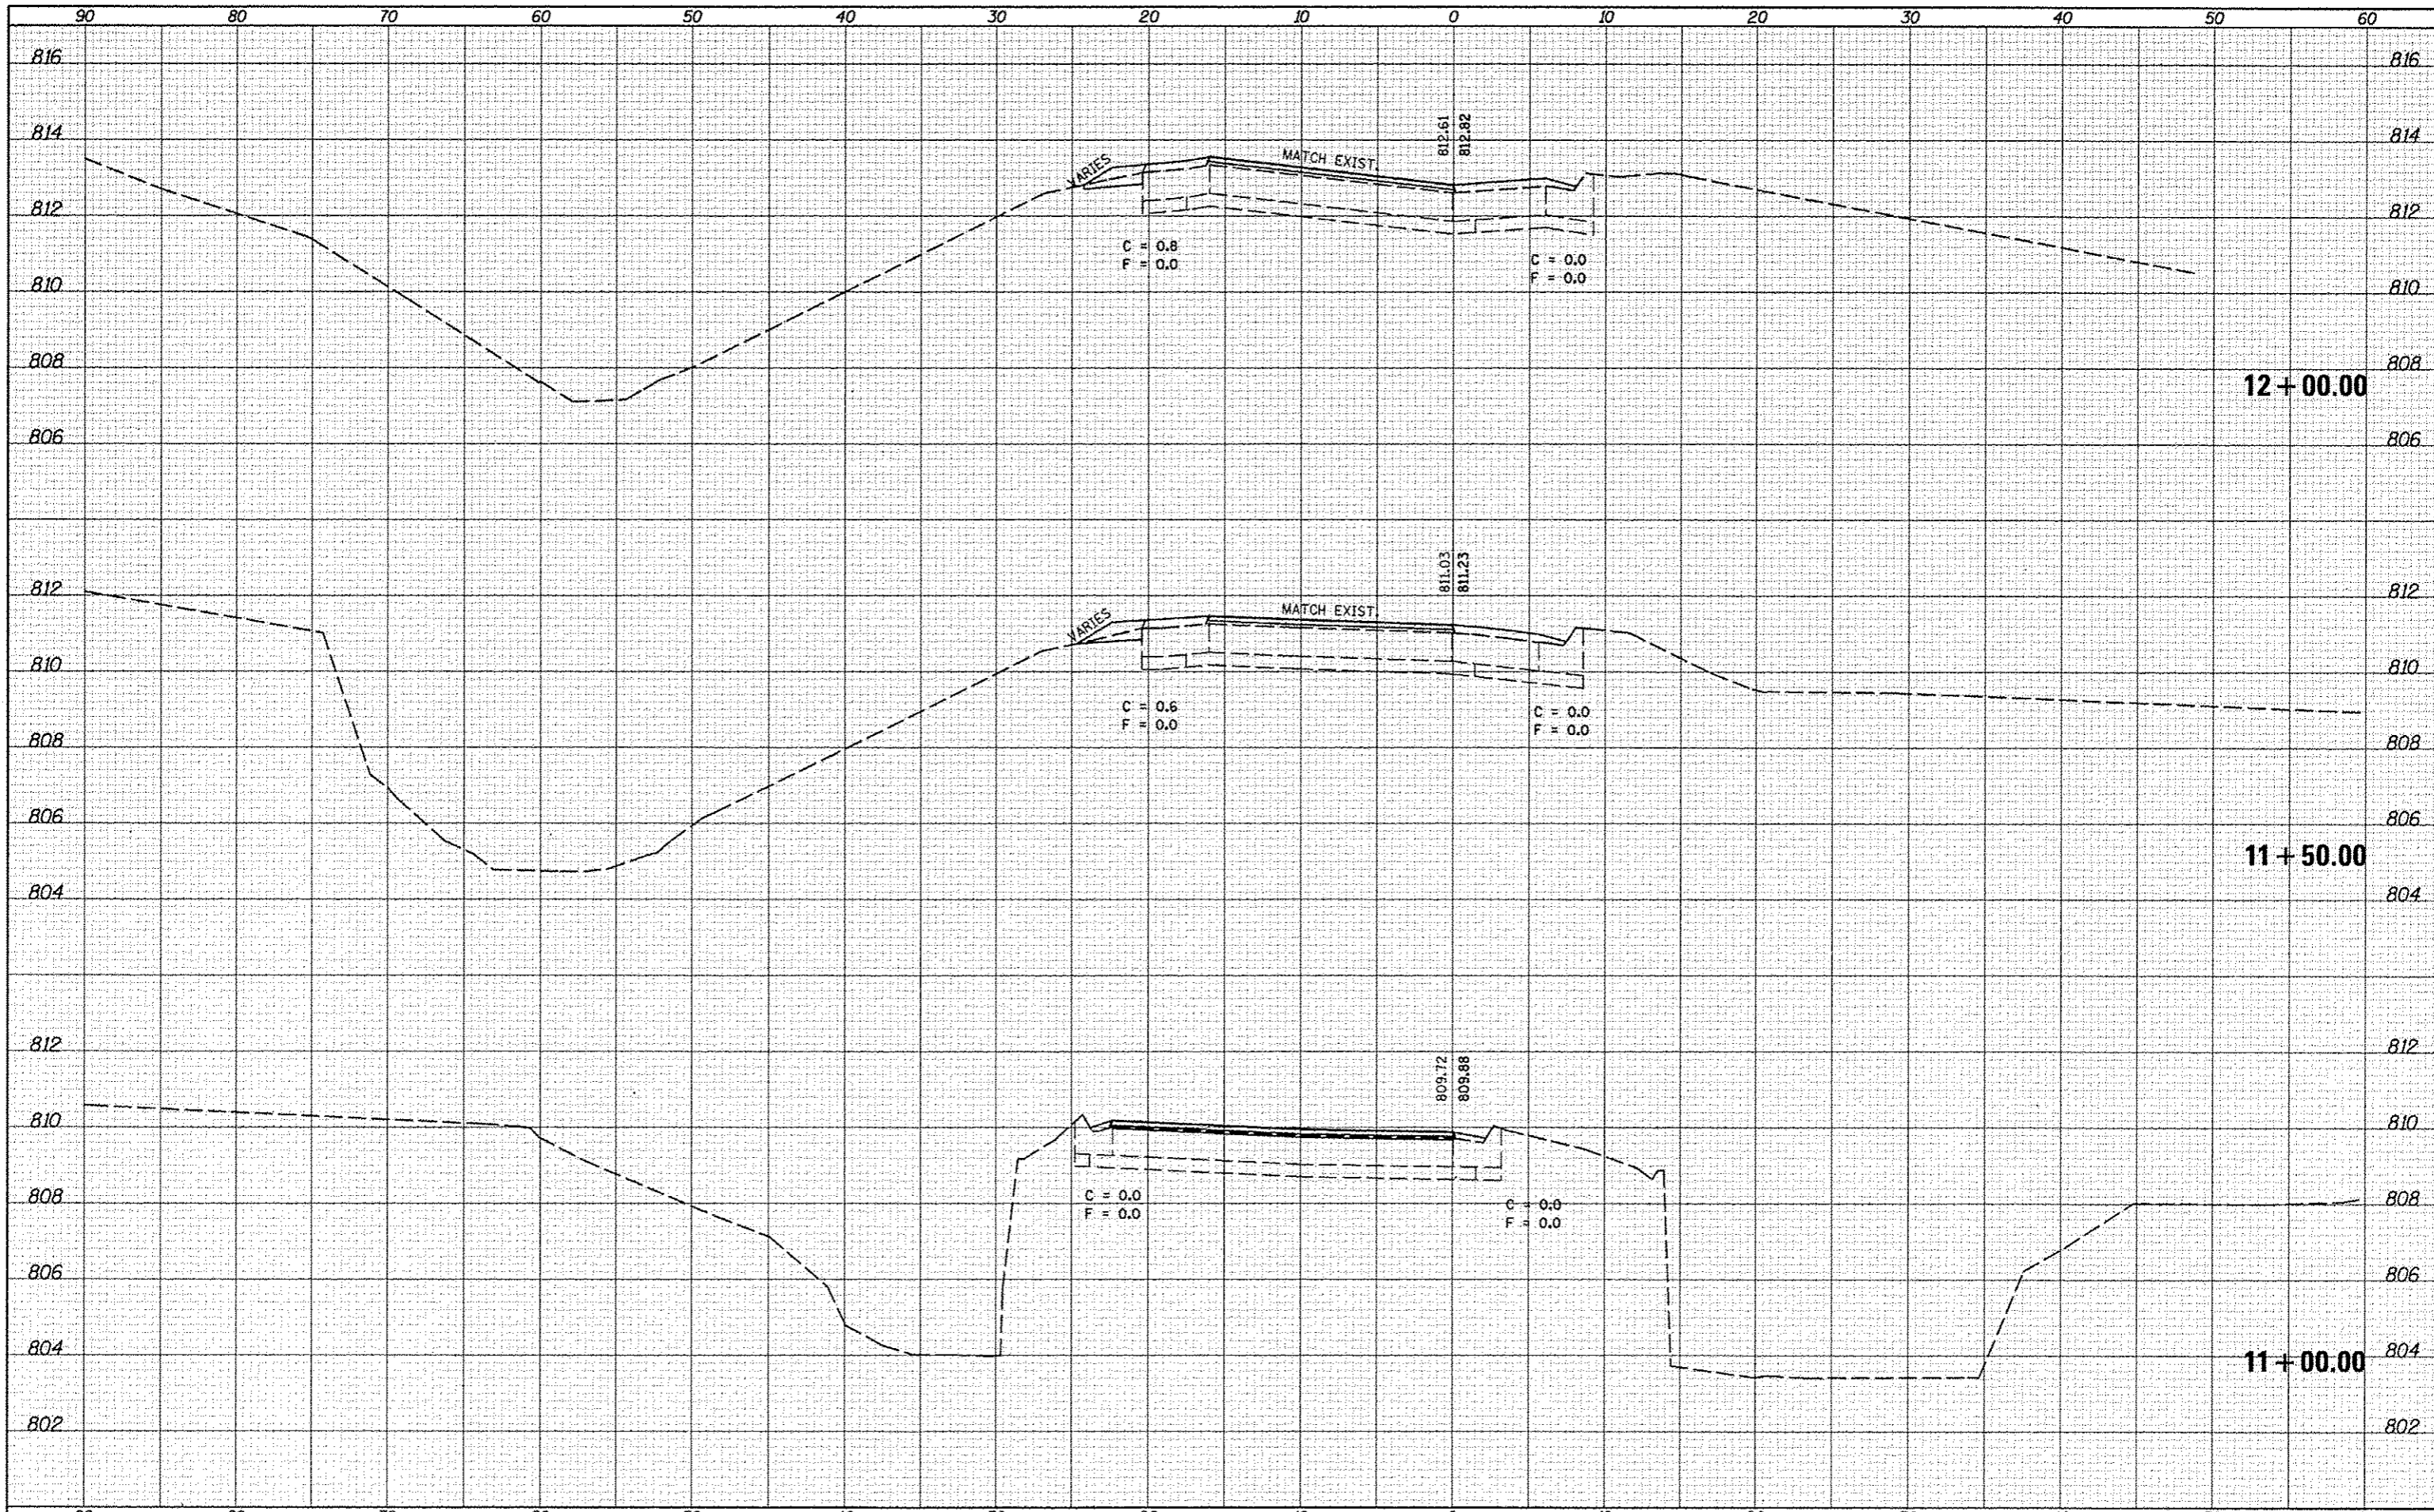 90 80 70 60 50 40 30 20 10 0 10 20 30 40 50 60
816 816
814 812.61 812.82 814
VARIES MATCH EXIST.
812 812
C = 0.8 C = 0.0
F = 0.0 F = 0.0
810 810
808 808
12 + 00.00
806 806
811.03 811.23
812 812
VARIES MATCH EXIST.
810 810
C = 0.6 C = 0.0
F = 0.0 F = 0.0
808 808
806 806
11 + 50.00
804 804
812 812
809.72 809.88
810 810
808 808
C = 0.0 C = 0.0
F = 0.0 F = 0.0
806 806
804 804
11 + 00.00
802 802